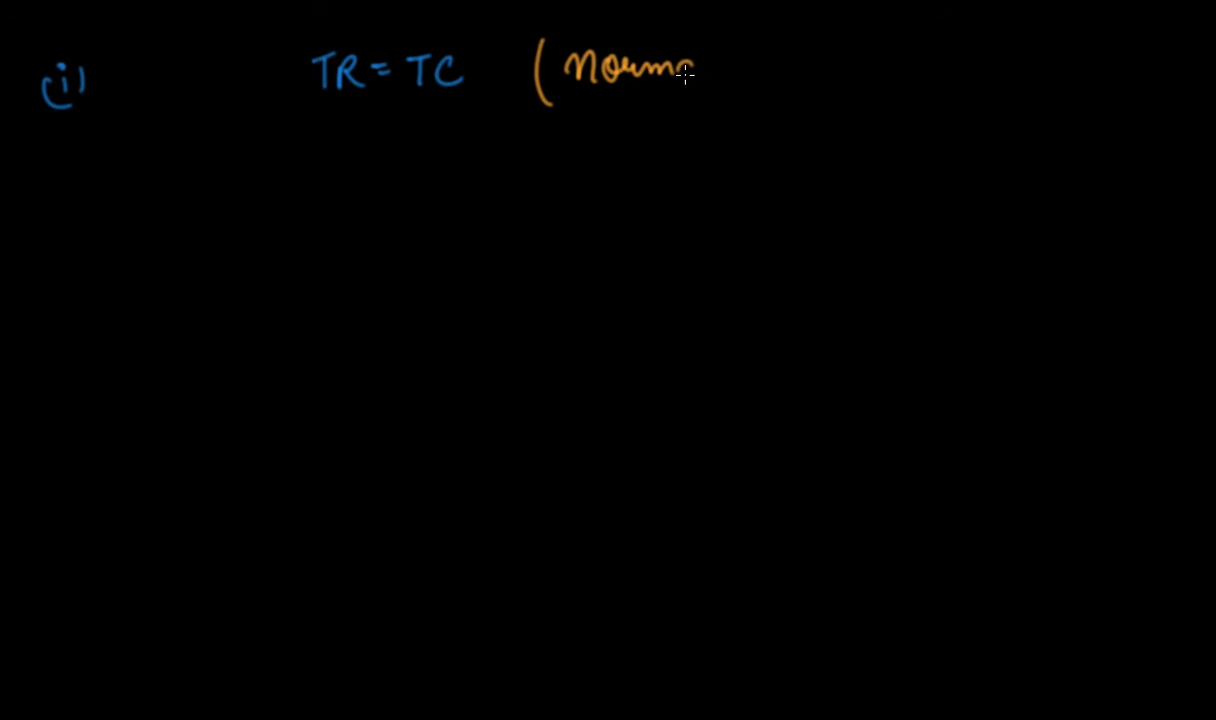 (i) TR = TC (norma